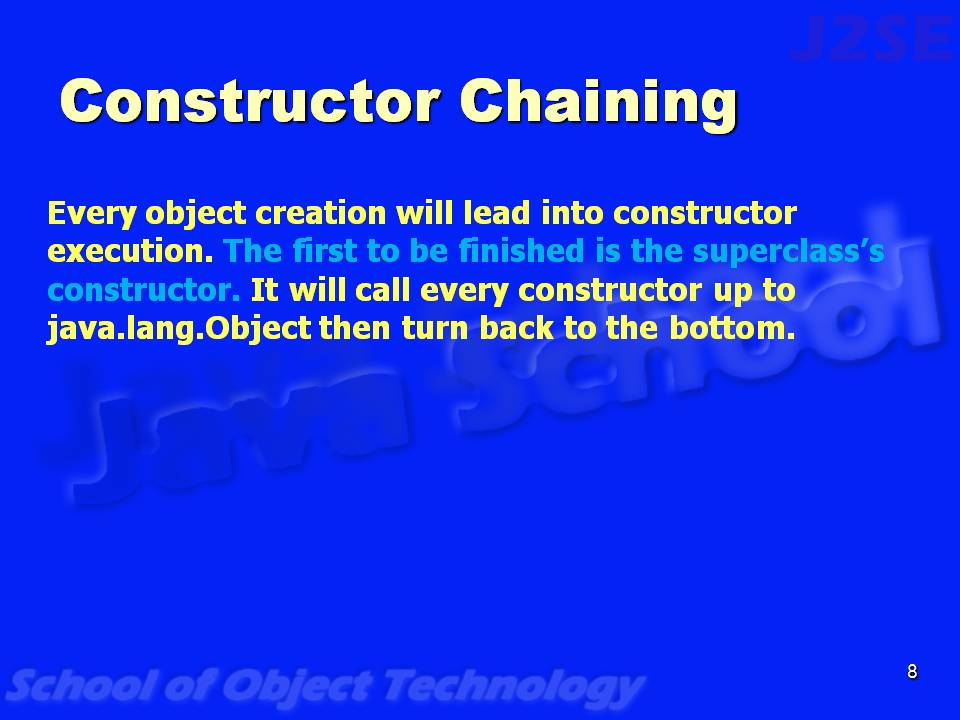 J2SE
Constructor Chaining
Every object creation will lead into constructor
execution. The first to be finished is the superclass’s
constructor. It will call every constructor up to
java.lang.Object then turn back to the bottom.
Java School
School of Object Technology
8